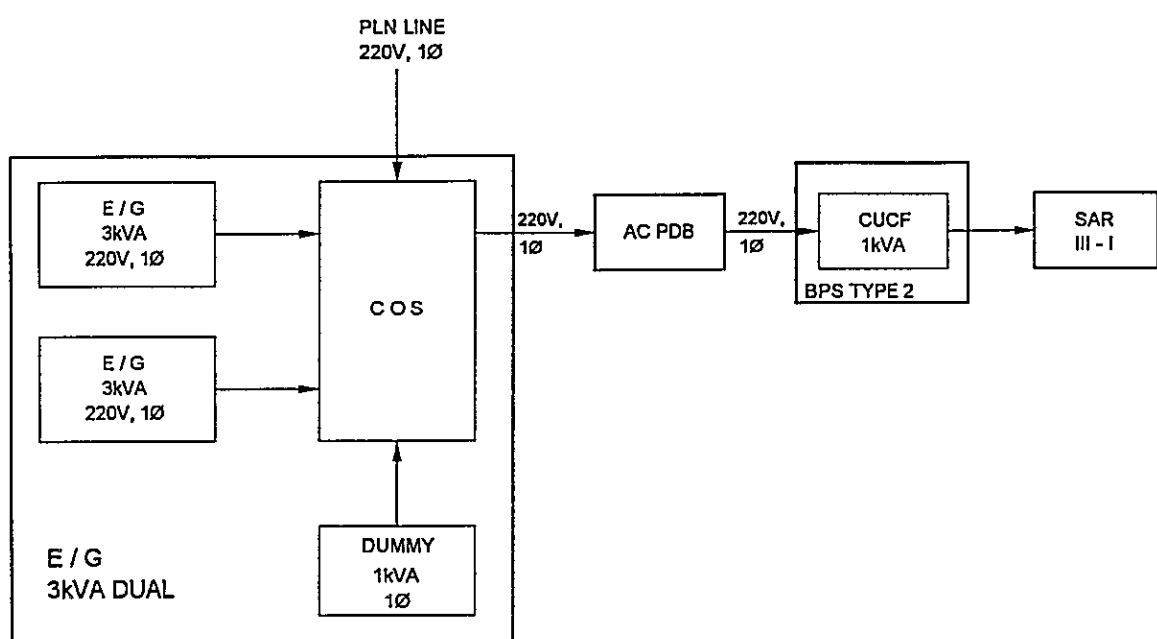 PLN LINE
220V, 1Ø
E / G
3kVA
220V, 1Ø
E / G
3kVA
220V, 1Ø
C O S
DUMMY
1kVA
1Ø
E / G
3kVA DUAL
220V,
1Ø
AC PDB
220V,
1Ø
CUCF
1kVA
BPS TYPE 2
SAR
III - I